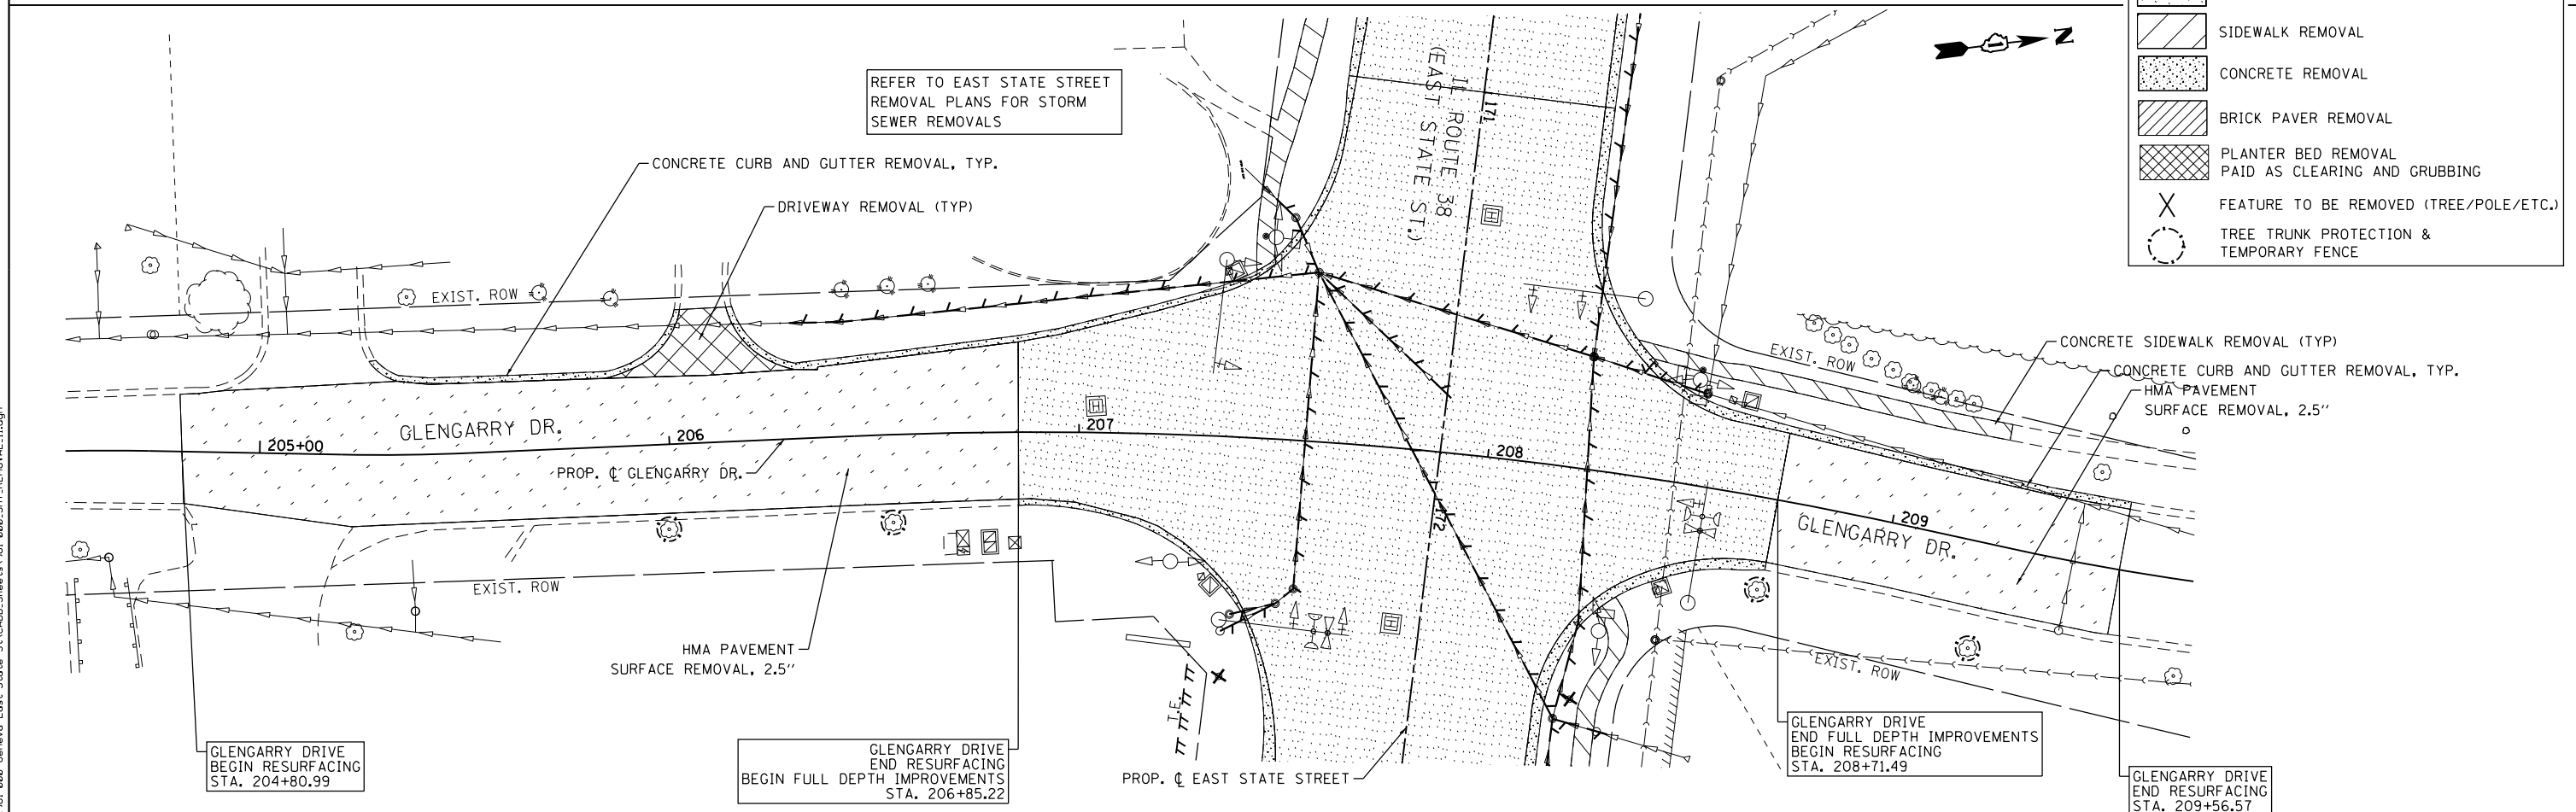 SIDEWALK REMOVAL
CONCRETE REMOVAL
BRICK PAVER REMOVAL
PLANTER BED REMOVAL
PAID AS CLEARING AND GRUBBING
FEATURE TO BE REMOVED (TREE/POLE/ETC.)
TREE TRUNK PROTECTION &
TEMPORARY FENCE
N
REFER TO EAST STATE STREET
REMOVAL PLANS FOR STORM
SEWER REMOVALS
CONCRETE CURB AND GUTTER REMOVAL, TYP.
DRIVEWAY REMOVAL (TYP)
IL ROUTE 38
(EAST STATE ST.)
171
EXIST. ROW
EXIST. ROW
CONCRETE SIDEWALK REMOVAL (TYP)
CONCRETE CURB AND GUTTER REMOVAL, TYP.
HMA PAVEMENT
SURFACE REMOVAL, 2.5"
GLENGARRY DR.
205+00
206
207
208
209
172
PROP. ℄ GLENGARRY DR.
GLENGARRY DR.
EXIST. ROW
EXIST. ROW
HMA PAVEMENT
SURFACE REMOVAL, 2.5"
T.E.
GLENGARRY DRIVE
BEGIN RESURFACING
STA. 204+80.99
GLENGARRY DRIVE
END RESURFACING
BEGIN FULL DEPTH IMPROVEMENTS
STA. 206+85.22
PROP. ℄ EAST STATE STREET
GLENGARRY DRIVE
END FULL DEPTH IMPROVEMENTS
BEGIN RESURFACING
STA. 208+71.49
GLENGARRY DRIVE
END RESURFACING
STA. 209+56.57